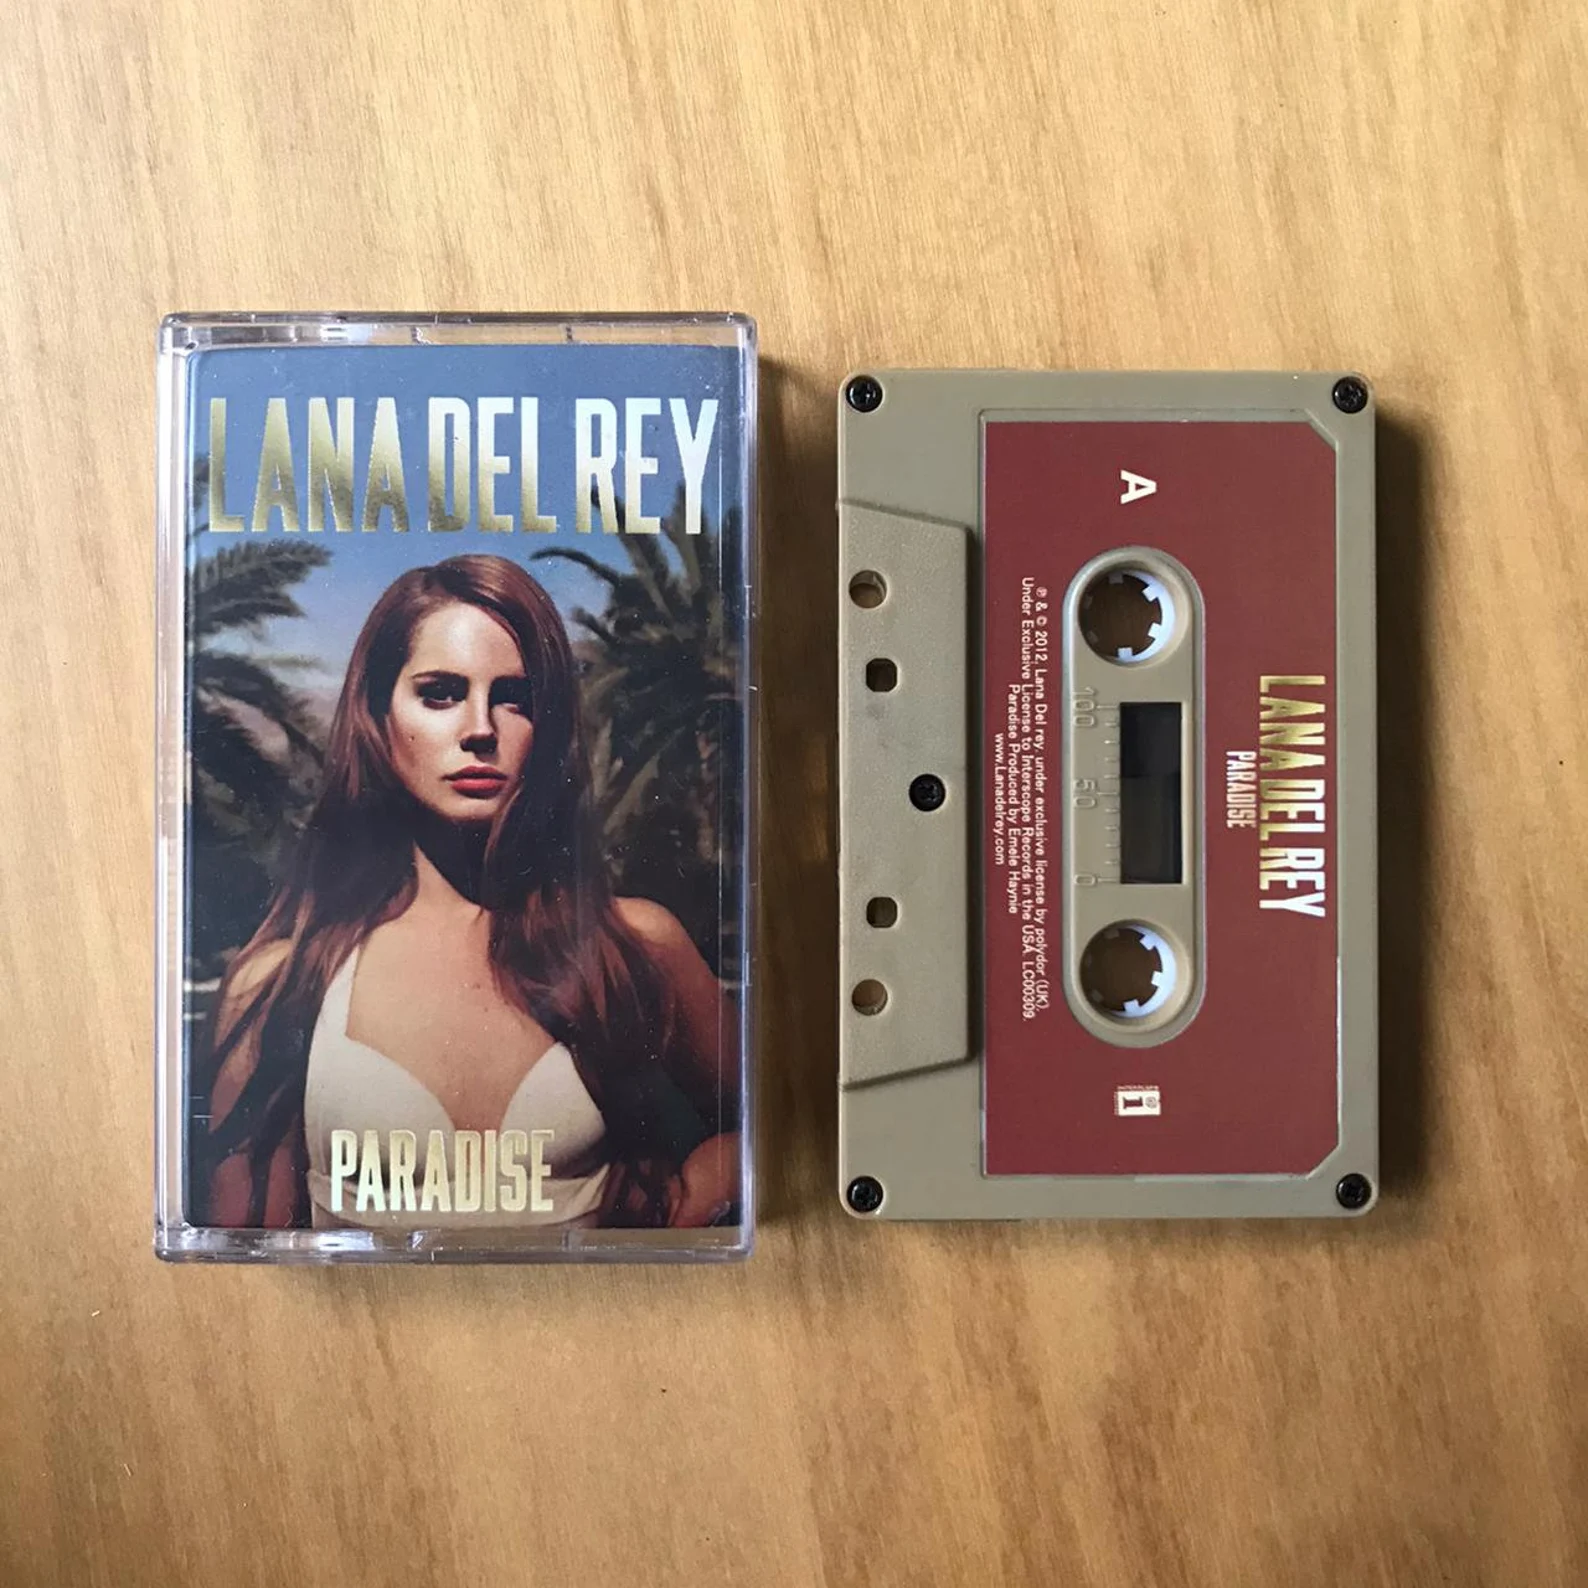 LANA DEL REY
PARADISE
A
LANA DEL REY
PARADISE
100 50 0
℗ & © 2012, Lana Del rey, under exclusive license by polydor (UK).
Under Exclusive License to Interscope Records in the USA. LC00309.
Paradise Produced by Emele Haynie
www.Lanadelrey.com